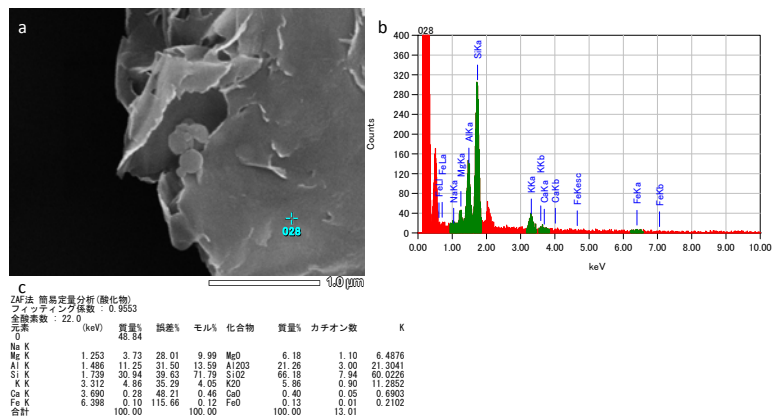 a
028
1.0 μm
b
028
Counts
400
360
320
280
240
200
160
120
80
40
0
FeLl
FeLa
NaKa
MgKa
AlKa
SiKa
KKa
KKb
CaKa
CaKb
FeKesc
FeKa
FeKb
0.00 1.00 2.00 3.00 4.00 5.00 6.00 7.00 8.00 9.00 10.00
keV
c
ZAF法 簡易定量分析(酸化物)
フィッティング係数 : 0.9553
全酸素数 : 22.0
元素 (keV) 質量% 誤差% モル% 化合物 質量% カチオン数 K
O 48.84
Na K
Mg K 1.253 3.73 28.01 9.99 MgO 6.18 1.10 6.4876
Al K 1.486 11.25 31.50 13.59 Al2O3 21.26 3.00 21.3041
Si K 1.739 30.94 39.63 71.79 SiO2 66.18 7.94 60.0226
K K 3.312 4.86 35.29 4.05 K2O 5.86 0.90 11.2852
Ca K 3.690 0.28 48.21 0.46 CaO 0.40 0.05 0.6903
Fe K 6.398 0.10 115.66 0.12 FeO 0.13 0.01 0.2102
合計 100.00 100.00 100.00 13.01